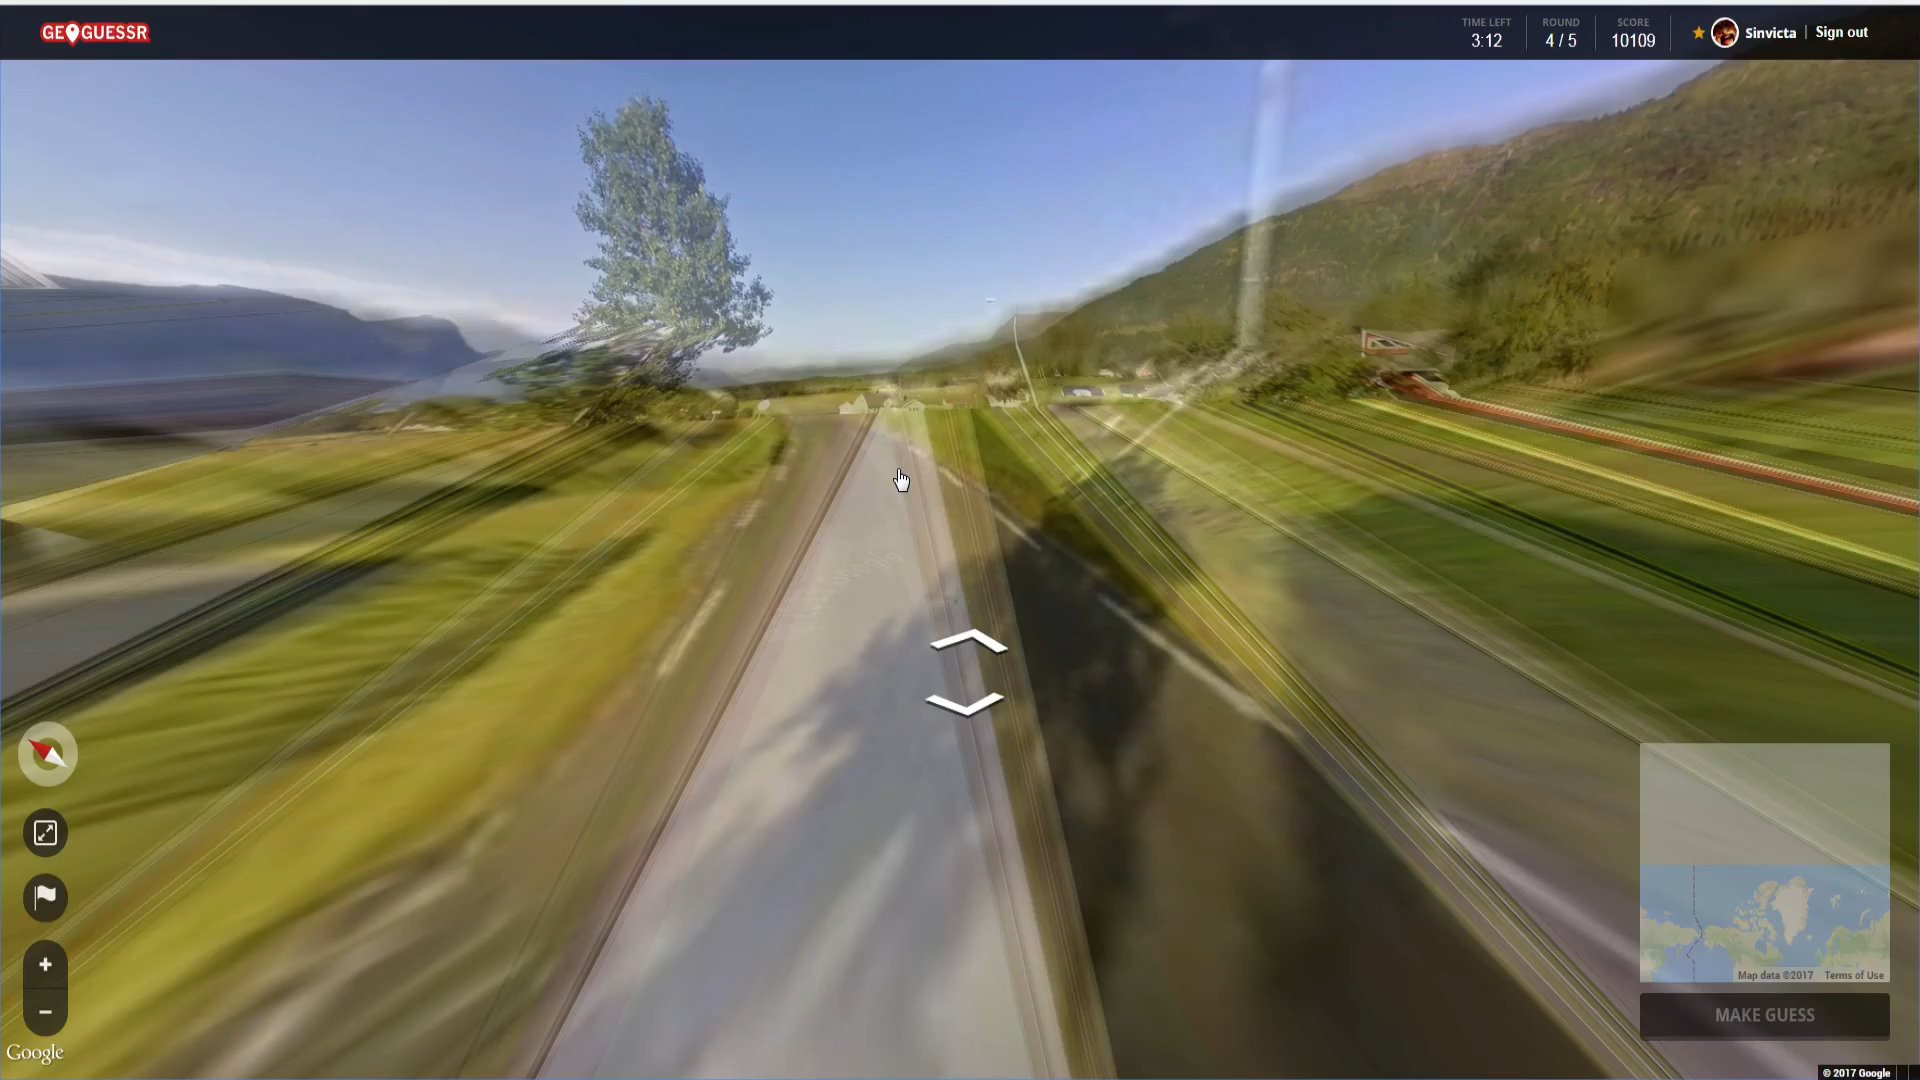 GEOGUESSR
TIME LEFT
3:12
ROUND
4 / 5
SCORE
10109
Sinvicta
Sign out
Map data ©2017
Terms of Use
MAKE GUESS
Google
© 2017 Google